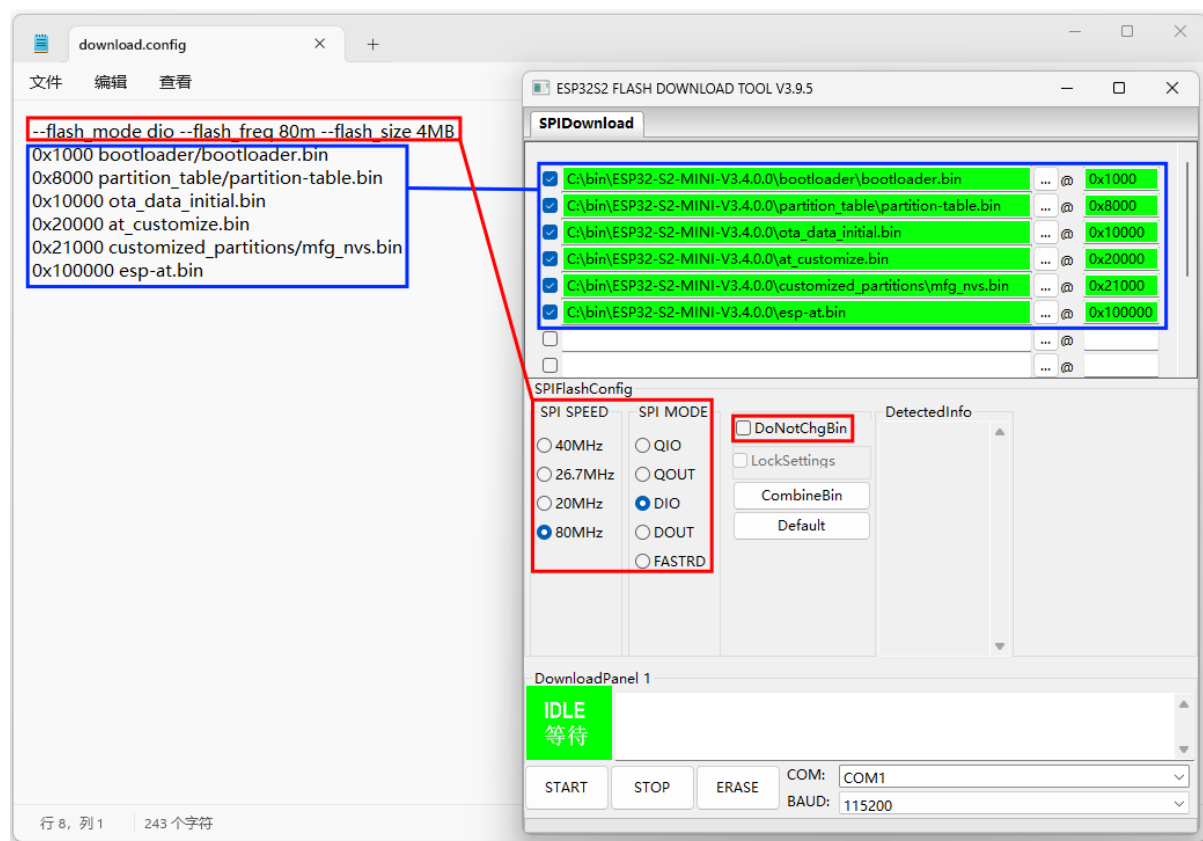 download.config
文件 编辑 查看
--flash_mode dio --flash_freq 80m --flash_size 4MB
0x1000 bootloader/bootloader.bin
0x8000 partition_table/partition-table.bin
0x10000 ota_data_initial.bin
0x20000 at_customize.bin
0x21000 customized_partitions/mfg_nvs.bin
0x100000 esp-at.bin
行 8，列 1 243 个字符
ESP32S2 FLASH DOWNLOAD TOOL V3.9.5
SPIDownload
C:\bin\ESP32-S2-MINI-V3.4.0.0\bootloader\bootloader.bin ... @ 0x1000
C:\bin\ESP32-S2-MINI-V3.4.0.0\partition_table\partition-table.bin ... @ 0x8000
C:\bin\ESP32-S2-MINI-V3.4.0.0\ota_data_initial.bin ... @ 0x10000
C:\bin\ESP32-S2-MINI-V3.4.0.0\at_customize.bin ... @ 0x20000
C:\bin\ESP32-S2-MINI-V3.4.0.0\customized_partitions\mfg_nvs.bin ... @ 0x21000
C:\bin\ESP32-S2-MINI-V3.4.0.0\esp-at.bin ... @ 0x100000
... @
... @
SPIFlashConfig
SPI SPEED
40MHz
26.7MHz
20MHz
80MHz
SPI MODE
QIO
QOUT
DIO
DOUT
FASTRD
DoNotChgBin
LockSettings
CombineBin
Default
DetectedInfo
DownloadPanel 1
IDLE
等待
START STOP ERASE
COM: COM1
BAUD: 115200